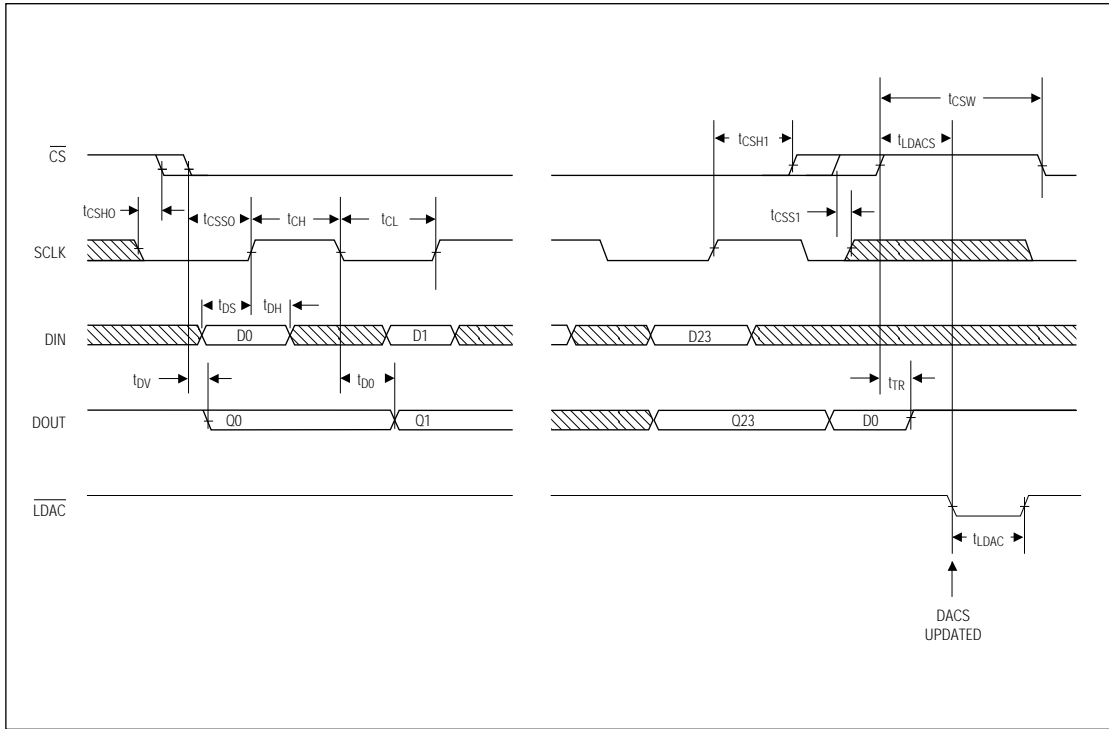 tCSW
tCSH1
tLDACS
CS
tCSHO
tCSSO
tCH
tCL
tCSS1
SCLK
tDS
tDH
DIN
D0
D1
D23
tDV
tD0
tTR
DOUT
Q0
Q1
Q23
D0
LDAC
tLDAC
DACS
UPDATED